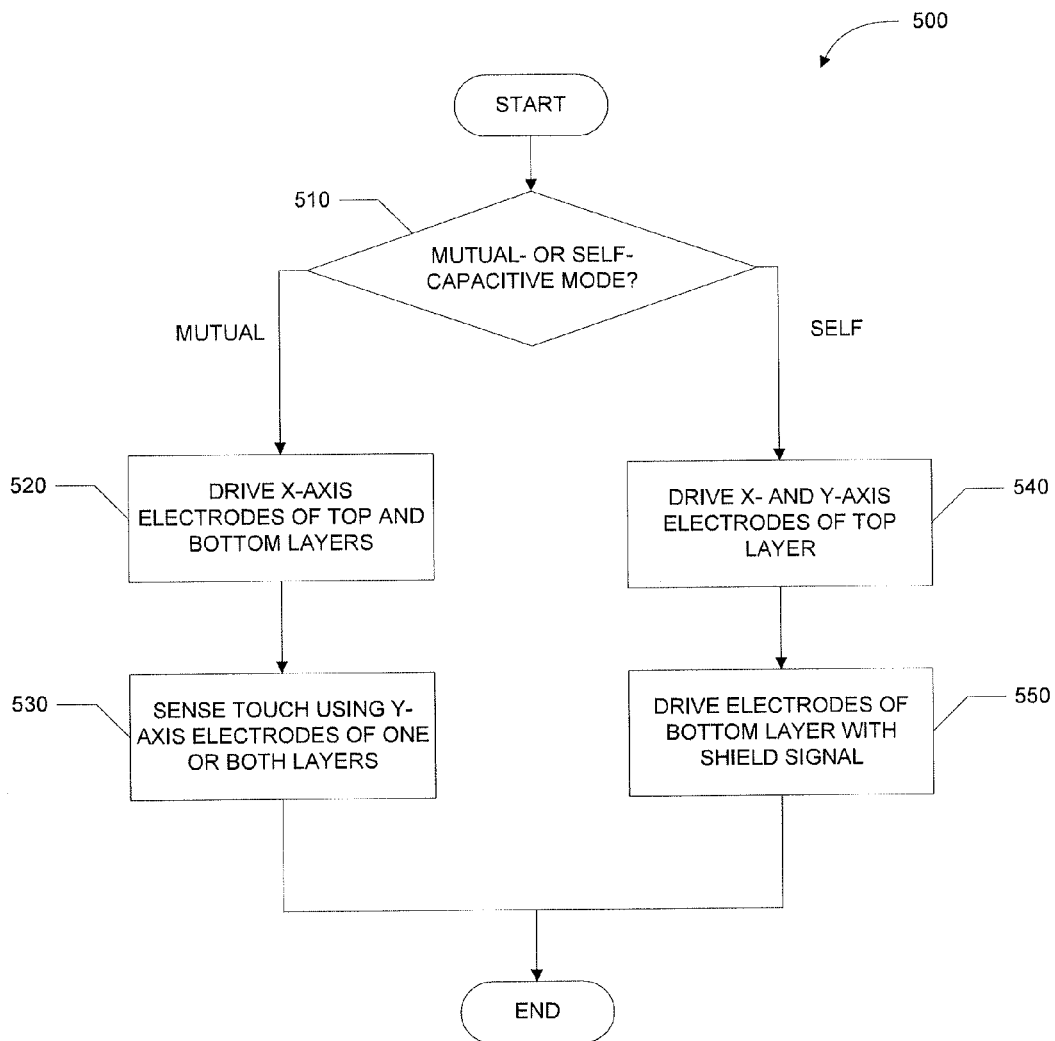 500
START
510
MUTUAL- OR SELF-
CAPACITIVE MODE?
MUTUAL
SELF
520
DRIVE X-AXIS
ELECTRODES OF TOP AND
BOTTOM LAYERS
DRIVE X- AND Y-AXIS
ELECTRODES OF TOP
LAYER
540
530
SENSE TOUCH USING Y-
AXIS ELECTRODES OF ONE
OR BOTH LAYERS
DRIVE ELECTRODES OF
BOTTOM LAYER WITH
SHIELD SIGNAL
550
END